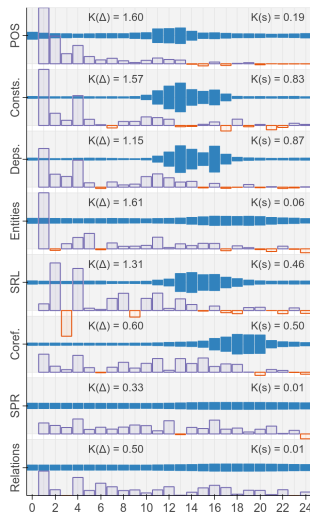 POS
K(Δ) = 1.60 K(s) = 0.19
Consts.
K(Δ) = 1.57 K(s) = 0.83
Deps.
K(Δ) = 1.15 K(s) = 0.87
Entities
K(Δ) = 1.61 K(s) = 0.06
SRL
K(Δ) = 1.31 K(s) = 0.46
Coref.
K(Δ) = 0.60 K(s) = 0.50
SPR
K(Δ) = 0.33 K(s) = 0.01
Relations
K(Δ) = 0.50 K(s) = 0.01
0 2 4 6 8 10 12 14 16 18 20 22 24